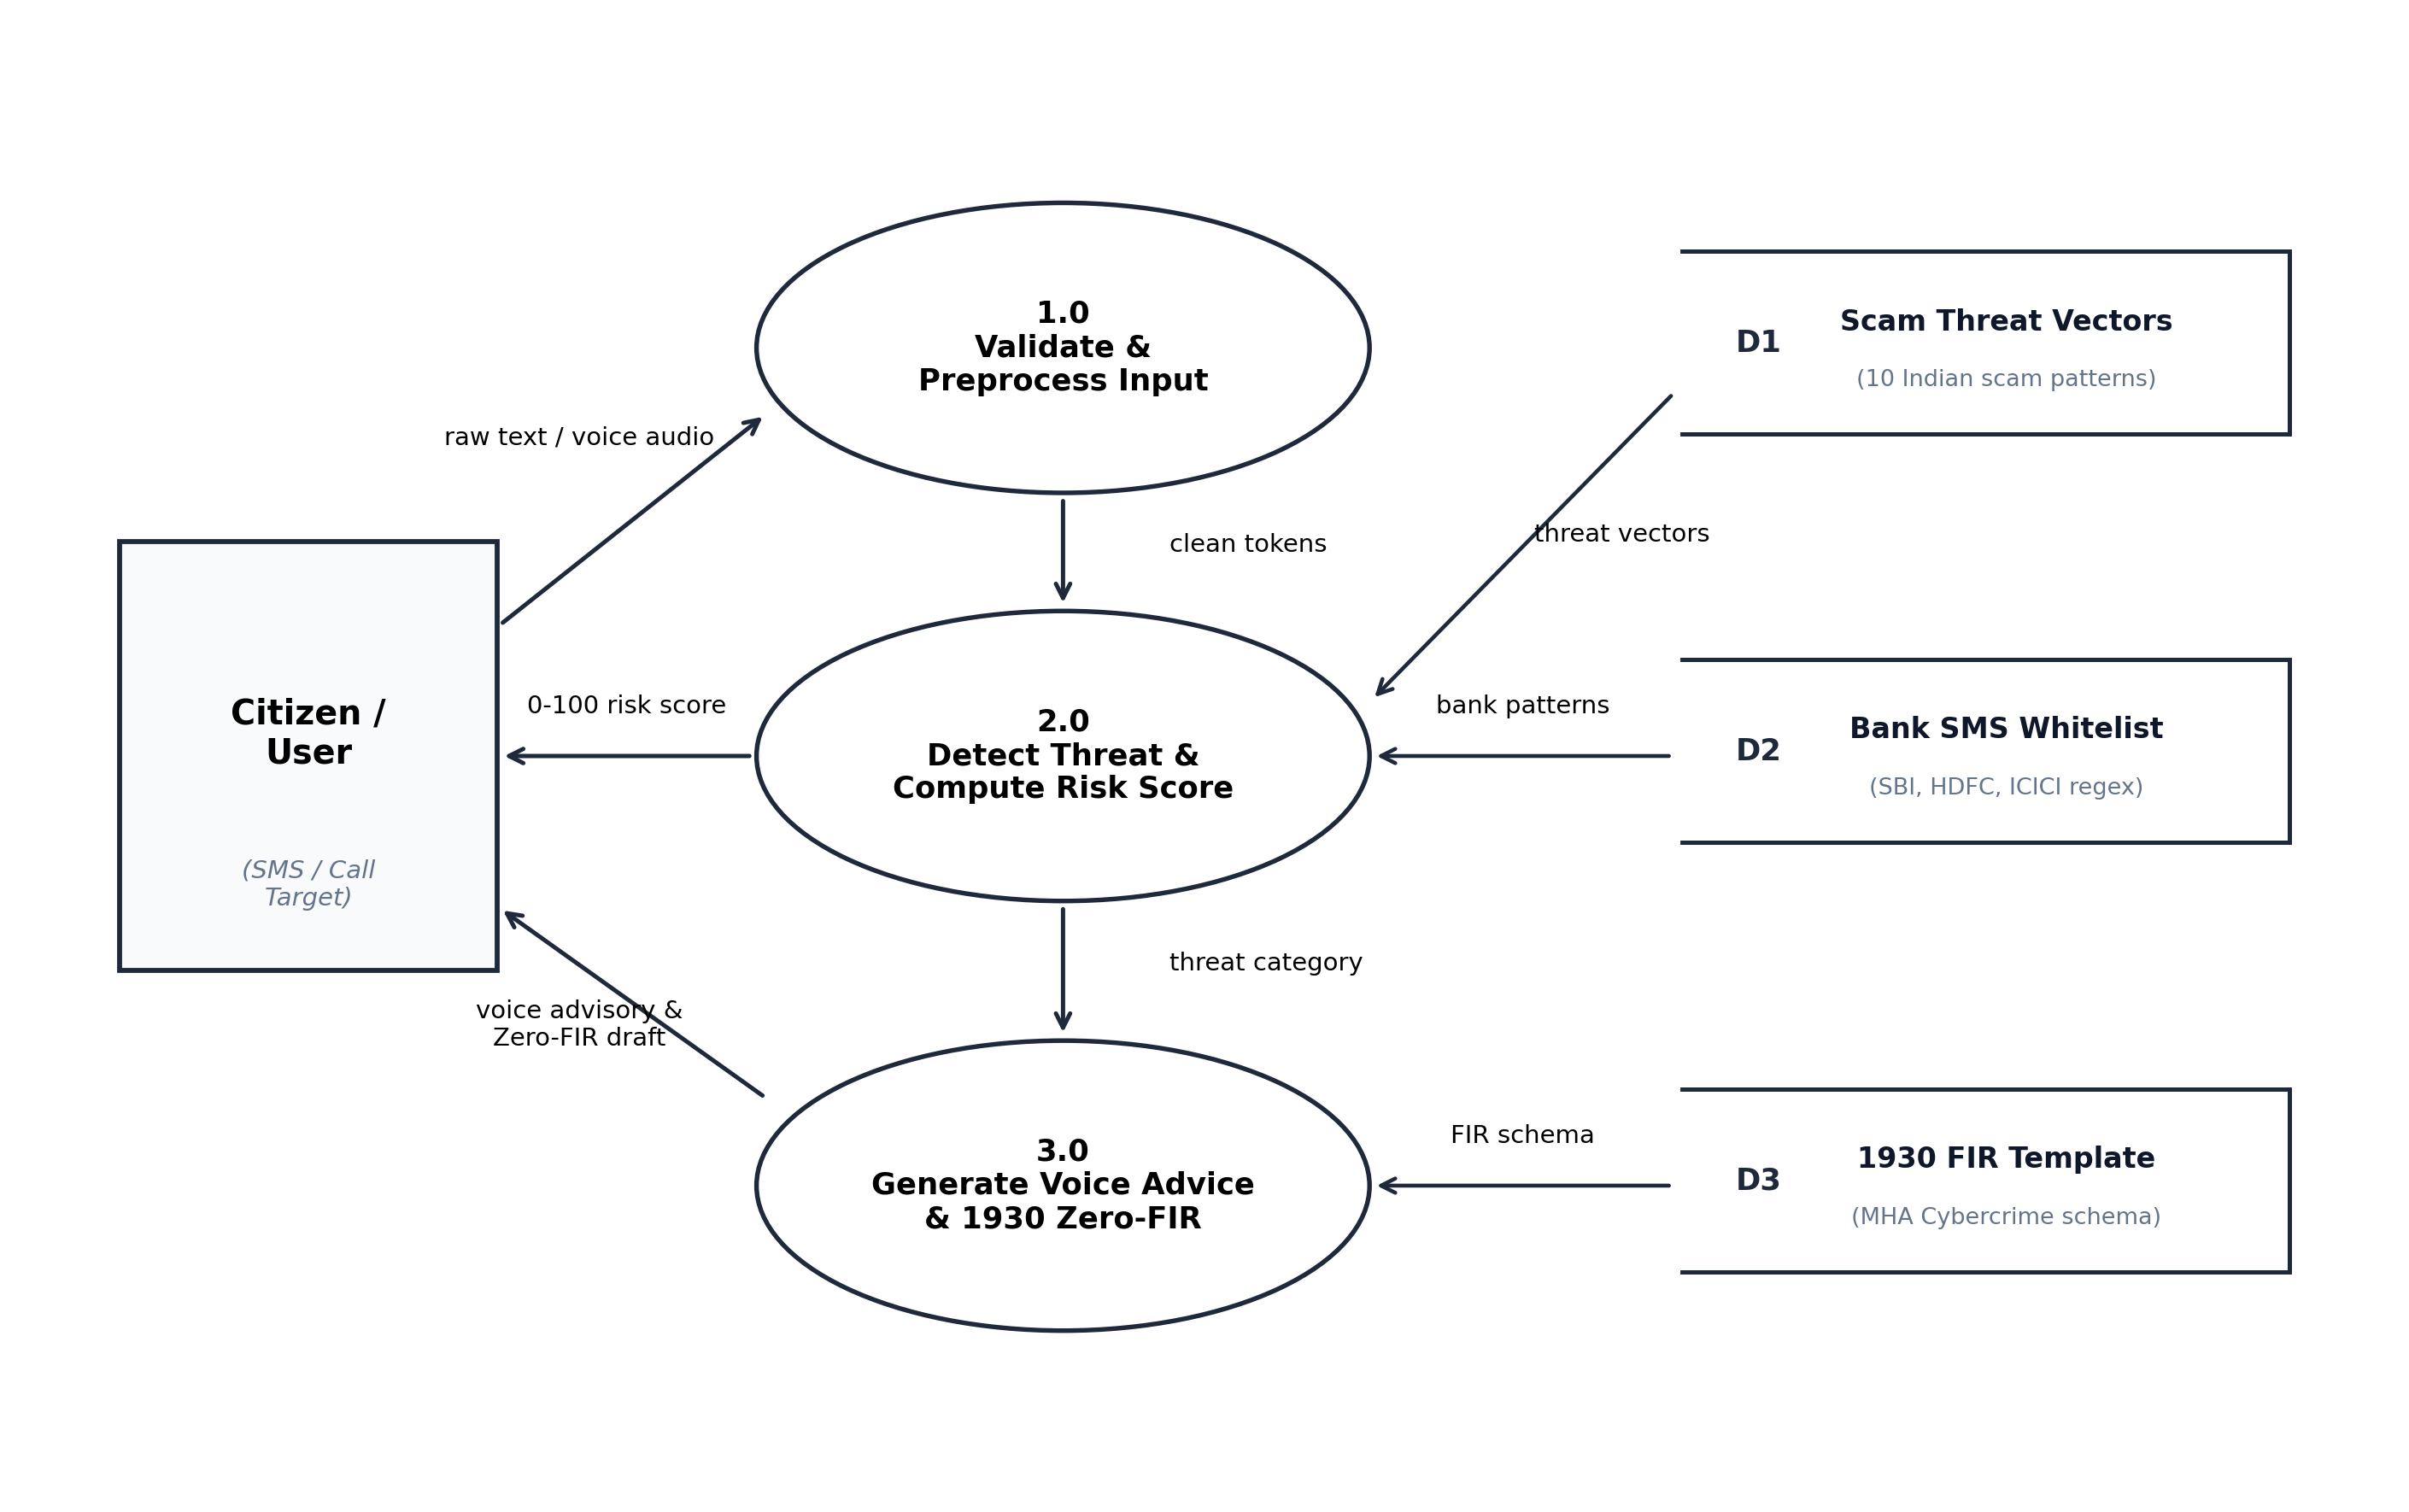 1.0
Validate &
Preprocess Input
D1
Scam Threat Vectors
(10 Indian scam patterns)
raw text / voice audio
clean tokens
threat vectors
Citizen /
User
(SMS / Call
Target)
0-100 risk score
2.0
Detect Threat &
Compute Risk Score
bank patterns
D2
Bank SMS Whitelist
(SBI, HDFC, ICICI regex)
threat category
voice advisory &
Zero-FIR draft
3.0
Generate Voice Advice
& 1930 Zero-FIR
FIR schema
D3
1930 FIR Template
(MHA Cybercrime schema)